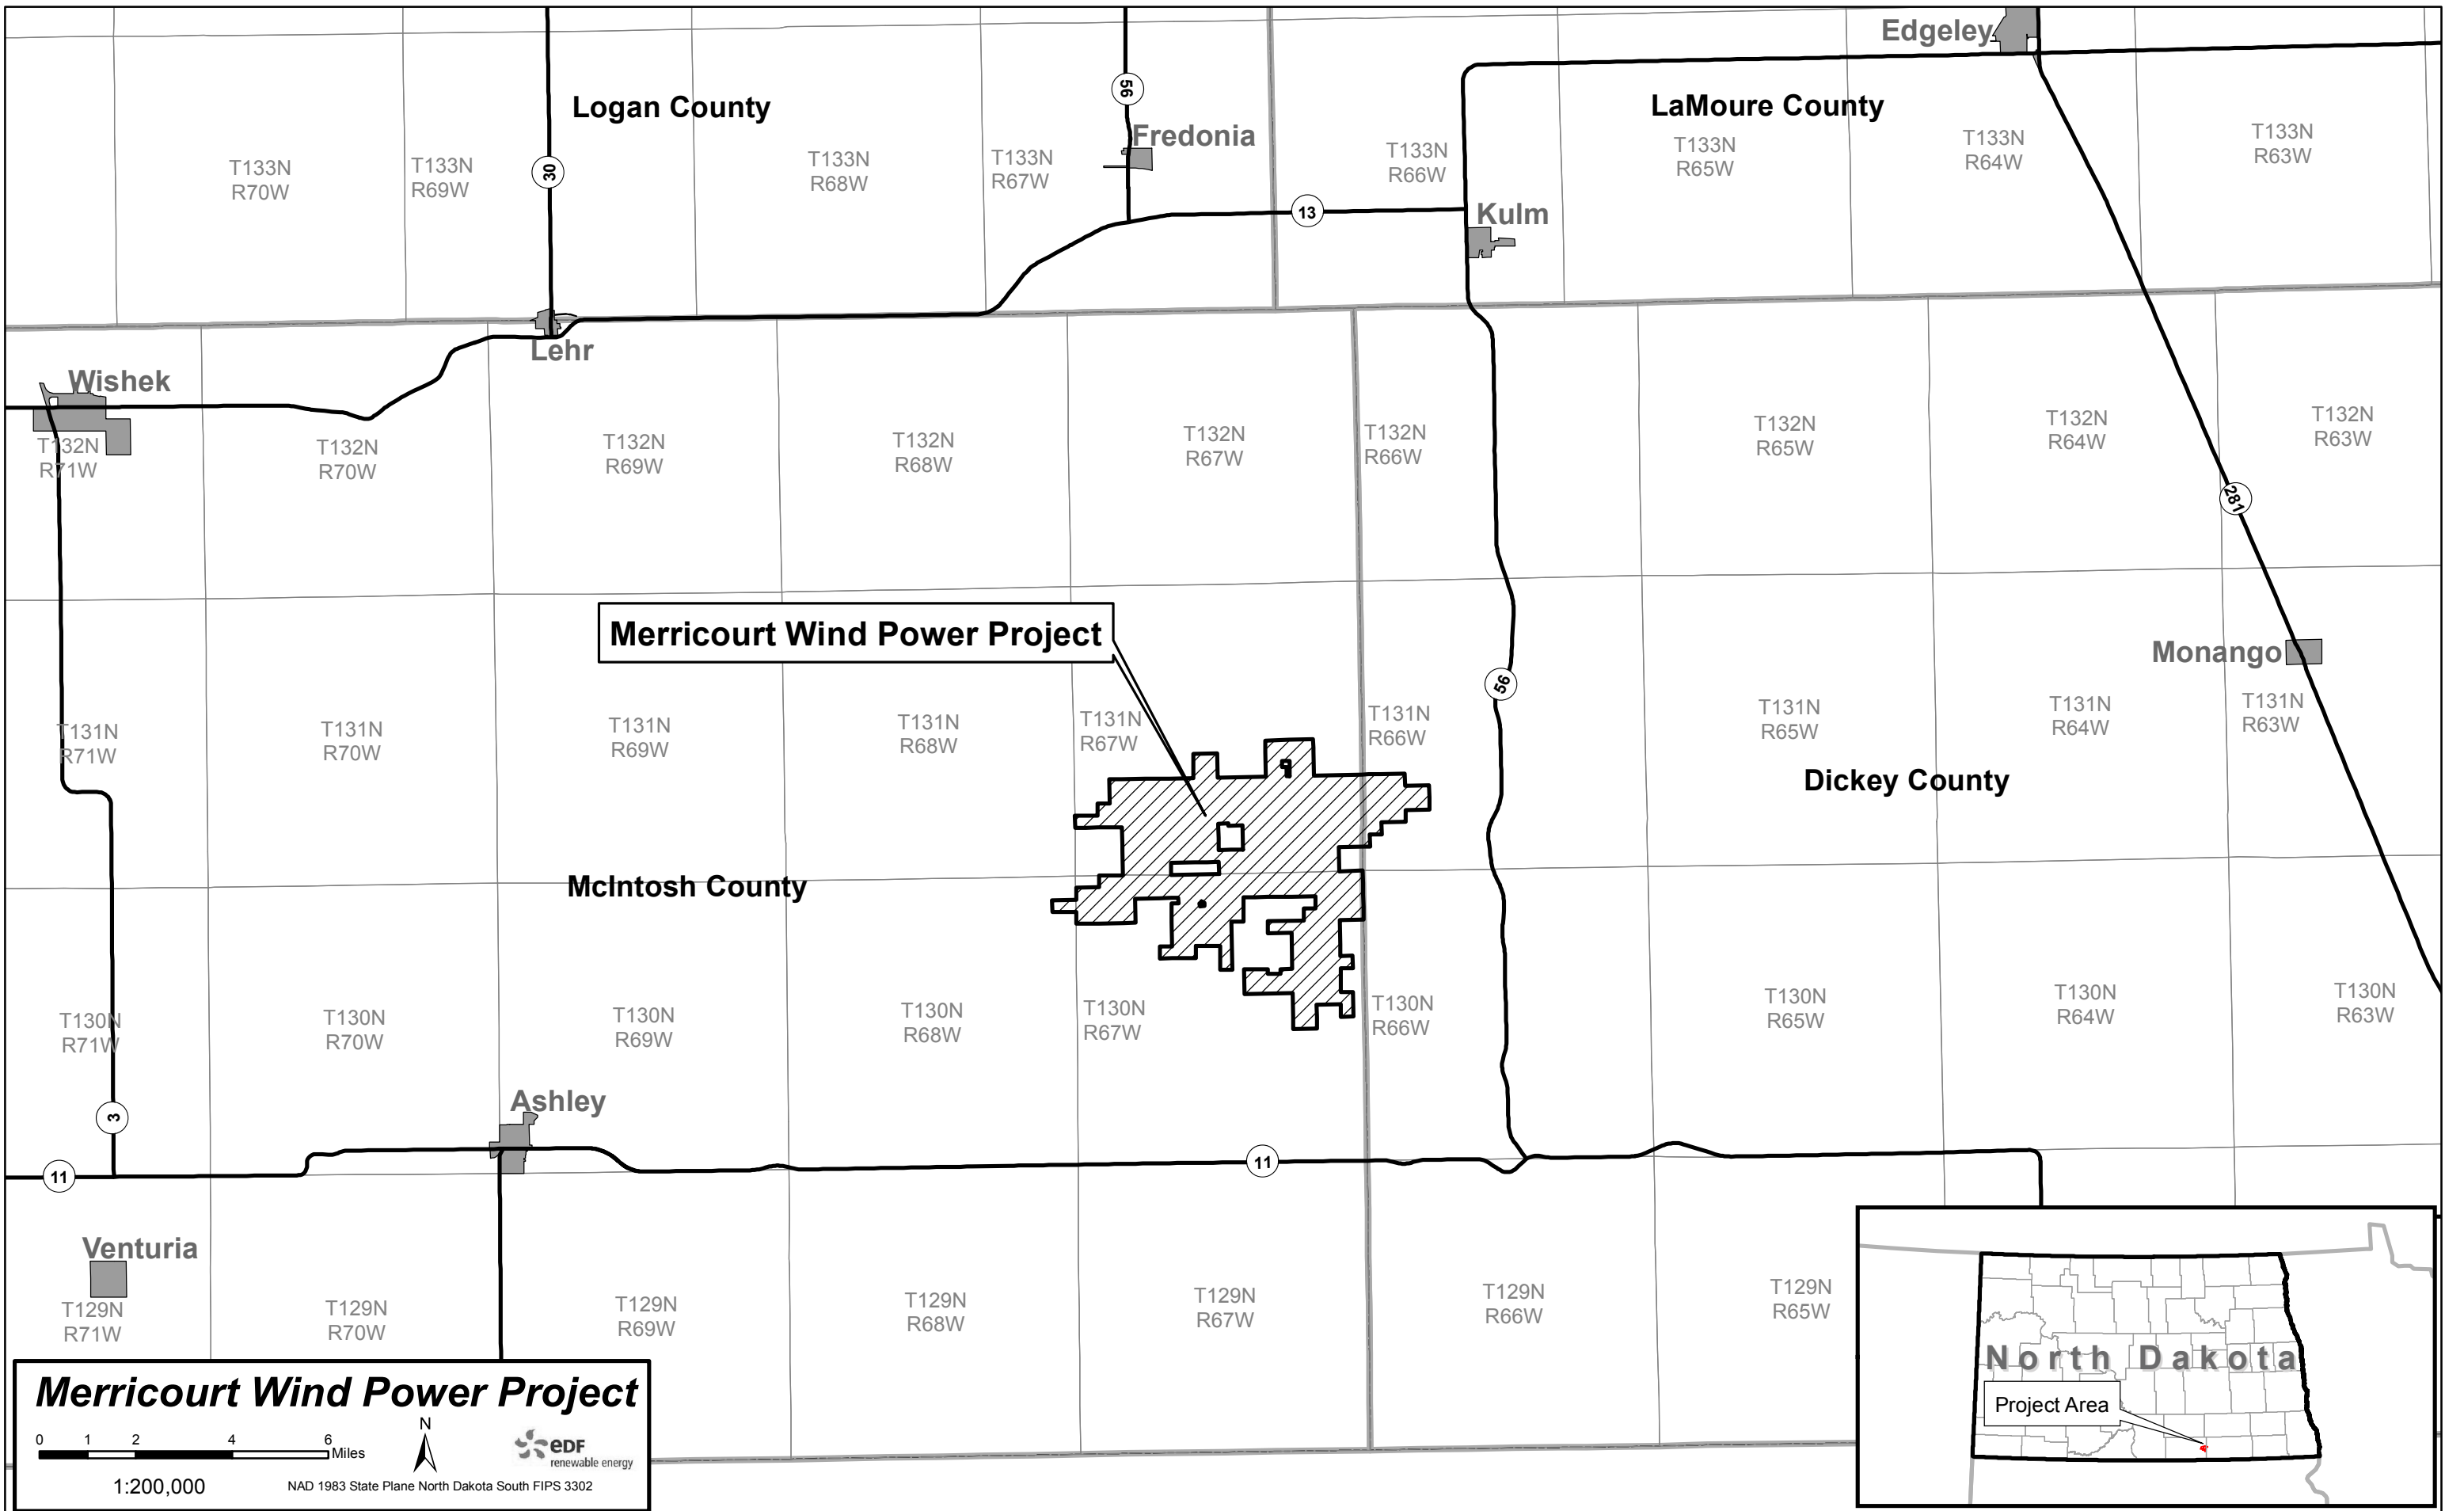 Edgeley
Logan County
56
LaMoure County
Fredonia
T133N
R70W
T133N
R69W
30
T133N
R68W
T133N
R67W
T133N
R66W
T133N
R65W
T133N
R64W
T133N
R63W
13
Kulm
Lehr
Wishek
T132N
R71W
T132N
R70W
T132N
R69W
T132N
R68W
T132N
R67W
T132N
R66W
T132N
R65W
T132N
R64W
T132N
R63W
281
Merricourt Wind Power Project
Monango
56
T131N
R71W
T131N
R70W
T131N
R69W
T131N
R68W
T131N
R67W
T131N
R66W
T131N
R65W
T131N
R64W
T131N
R63W
Dickey County
McIntosh County
T130N
R71W
T130N
R70W
T130N
R69W
T130N
R68W
T130N
R67W
T130N
R66W
T130N
R65W
T130N
R64W
T130N
R63W
Ashley
3
11
11
Venturia
T129N
R71W
T129N
R70W
T129N
R69W
T129N
R68W
T129N
R67W
T129N
R66W
T129N
R65W
North Dakota
Project Area
Merricourt Wind Power Project
0 1 2 4 6
Miles
N
eDF
renewable energy
1:200,000
NAD 1983 State Plane North Dakota South FIPS 3302